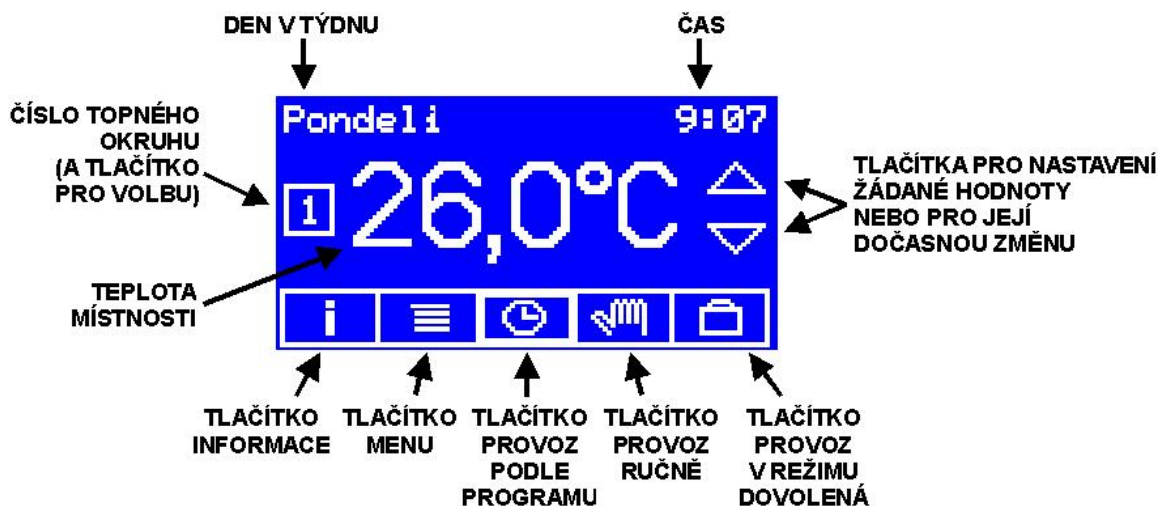 DEN V TÝDNU
ČAS
ČÍSLO TOPNÉHO
OKRUHU
(A TLAČÍTKO
PRO VOLBU)
Pondeli 9:07
1 26,0°C
TLAČÍTKA PRO NASTAVENÍ
ŽÁDANÉ HODNOTY
NEBO PRO JEJÍ
DOČASNOU ZMĚNU
TEPLOTA
MÍSTNOSTI
i
TLAČÍTKO
INFORMACE
TLAČÍTKO
MENU
TLAČÍTKO
PROVOZ
PODLE
PROGRAMU
TLAČÍTKO
PROVOZ
RUČNĚ
TLAČÍTKO
PROVOZ
V REŽIMU
DOVOLENÁ